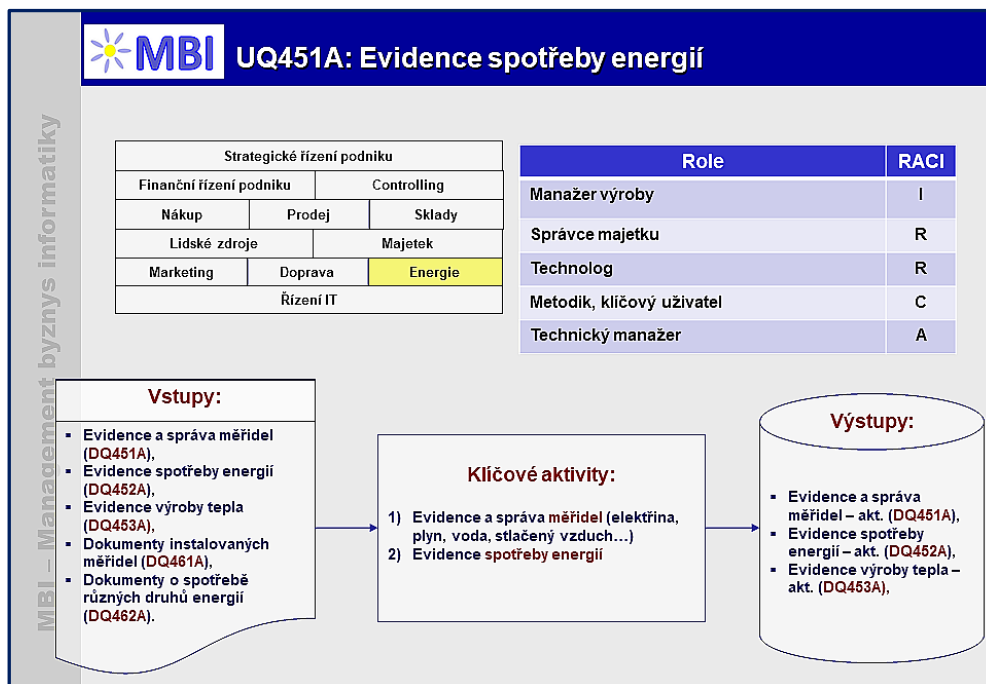 MBI
UQ451A: Evidence spotřeby energií
MBI – Management byznys informatiky
Strategické řízení podniku
Finanční řízení podniku
Controlling
Nákup
Prodej
Sklady
Lidské zdroje
Majetek
Marketing
Doprava
Energie
Řízení IT
Role
RACI
Manažer výroby
I
Správce majetku
R
Technolog
R
Metodik, klíčový uživatel
C
Technický manažer
A
Vstupy:
▪ Evidence a správa měřidel
(DQ451A),
▪ Evidence spotřeby energií
(DQ452A),
▪ Evidence výroby tepla
(DQ453A),
▪ Dokumenty instalovaných
měřidel (DQ461A),
▪ Dokumenty o spotřebě
různých druhů energií
(DQ462A).
Klíčové aktivity:
1) Evidence a správa měřidel (elektřina,
plyn, voda, stlačený vzduch…)
2) Evidence spotřeby energií
Výstupy:
▪ Evidence a správa
měřidel – akt. (DQ451A),
▪ Evidence spotřeby
energií – akt. (DQ452A),
▪ Evidence výroby tepla –
akt. (DQ453A),